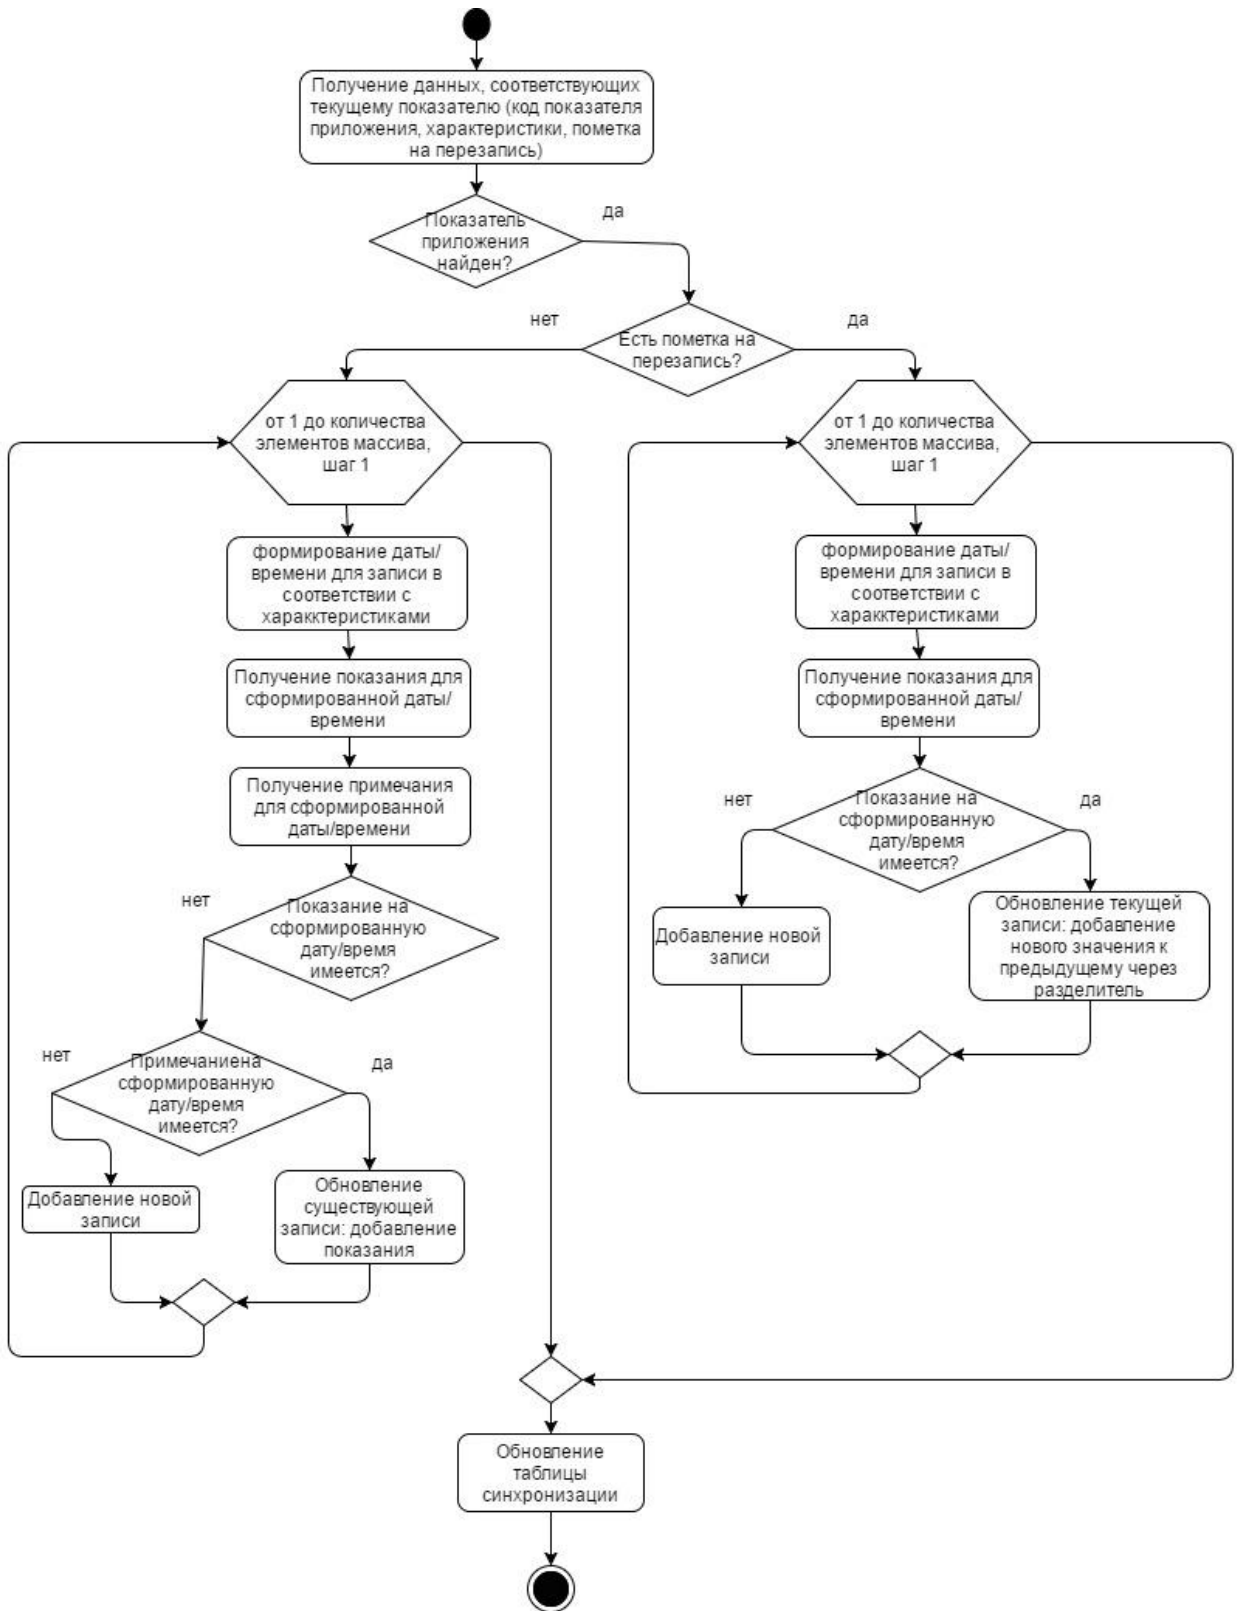 Получение данных, соответствующих
текущему показателю (код показателя
приложения, характеристики, пометка
на перезапись)
Показатель
приложения
найден?
да
нет
Есть пометка на
перезапись?
да
от 1 до количества
элементов массива,
шаг 1
формирование даты/
времени для записи в
соответствии с
харакктеристиками
Получение показания для
сформированной даты/
времени
Получение примечания
для сформированной
даты/времени
нет
Показание на
сформированную
дату/время
имеется?
нет
Примечаниена
сформированную
дату/время
имеется?
да
Добавление новой
записи
Обновление
существующей
записи: добавление
показания
от 1 до количества
элементов массива,
шаг 1
формирование даты/
времени для записи в
соответствии с
харакктеристиками
Получение показания для
сформированной даты/
времени
нет
Показание на
сформированную
дату/время
имеется?
да
Добавление новой
записи
Обновление текущей
записи: добавление
нового значения к
предыдущему через
разделитель
Обновление
таблицы
синхронизации